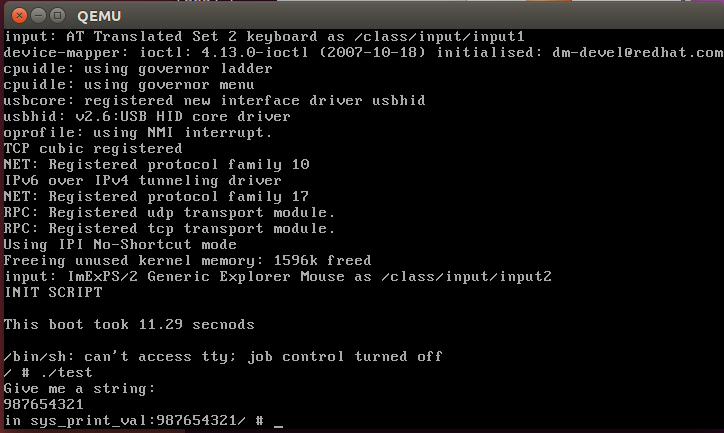 QEMU
input: AT Translated Set 2 keyboard as /class/input/input1
device-mapper: ioctl: 4.13.0-ioctl (2007-10-18) initialised: dm-devel@redhat.com
cpuidle: using governor ladder
cpuidle: using governor menu
usbcore: registered new interface driver usbhid
usbhid: v2.6:USB HID core driver
oprofile: using NMI interrupt.
TCP cubic registered
NET: Registered protocol family 10
IPv6 over IPv4 tunneling driver
NET: Registered protocol family 17
RPC: Registered udp transport module.
RPC: Registered tcp transport module.
Using IPI No-Shortcut mode
Freeing unused kernel memory: 1596k freed
input: ImExPS/2 Generic Explorer Mouse as /class/input/input2
INIT SCRIPT
This boot took 11.29 secnods
/bin/sh: can't access tty; job control turned off
/ # ./test
Give me a string:
987654321
in sys_print_val:987654321/ # _